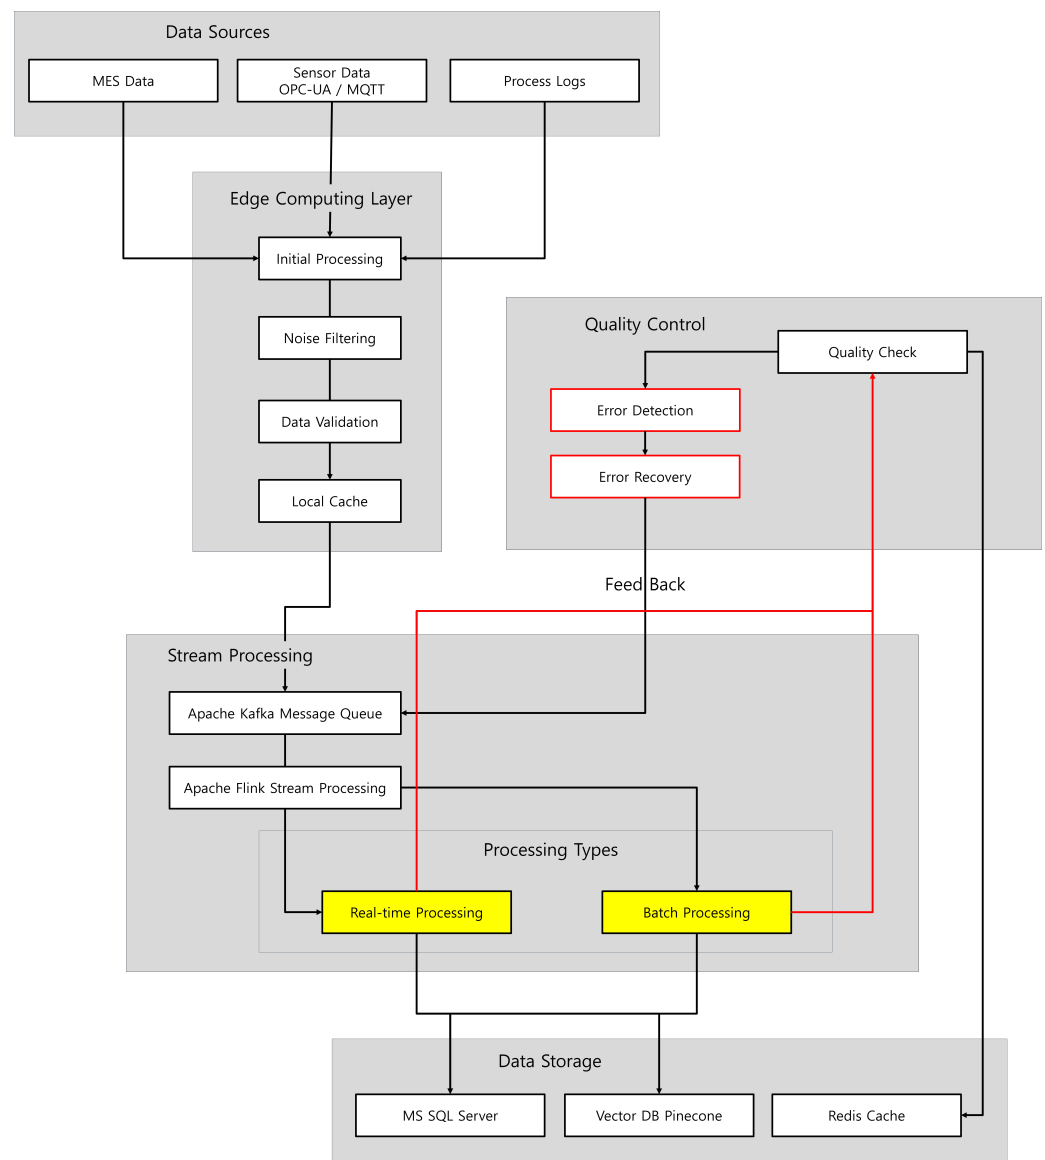 Data Sources
MES Data
Sensor Data
OPC-UA / MQTT
Process Logs
Edge Computing Layer
Initial Processing
Noise Filtering
Data Validation
Local Cache
Quality Control
Quality Check
Error Detection
Error Recovery
Feed Back
Stream Processing
Apache Kafka Message Queue
Apache Flink Stream Processing
Processing Types
Real-time Processing
Batch Processing
Data Storage
MS SQL Server
Vector DB Pinecone
Redis Cache